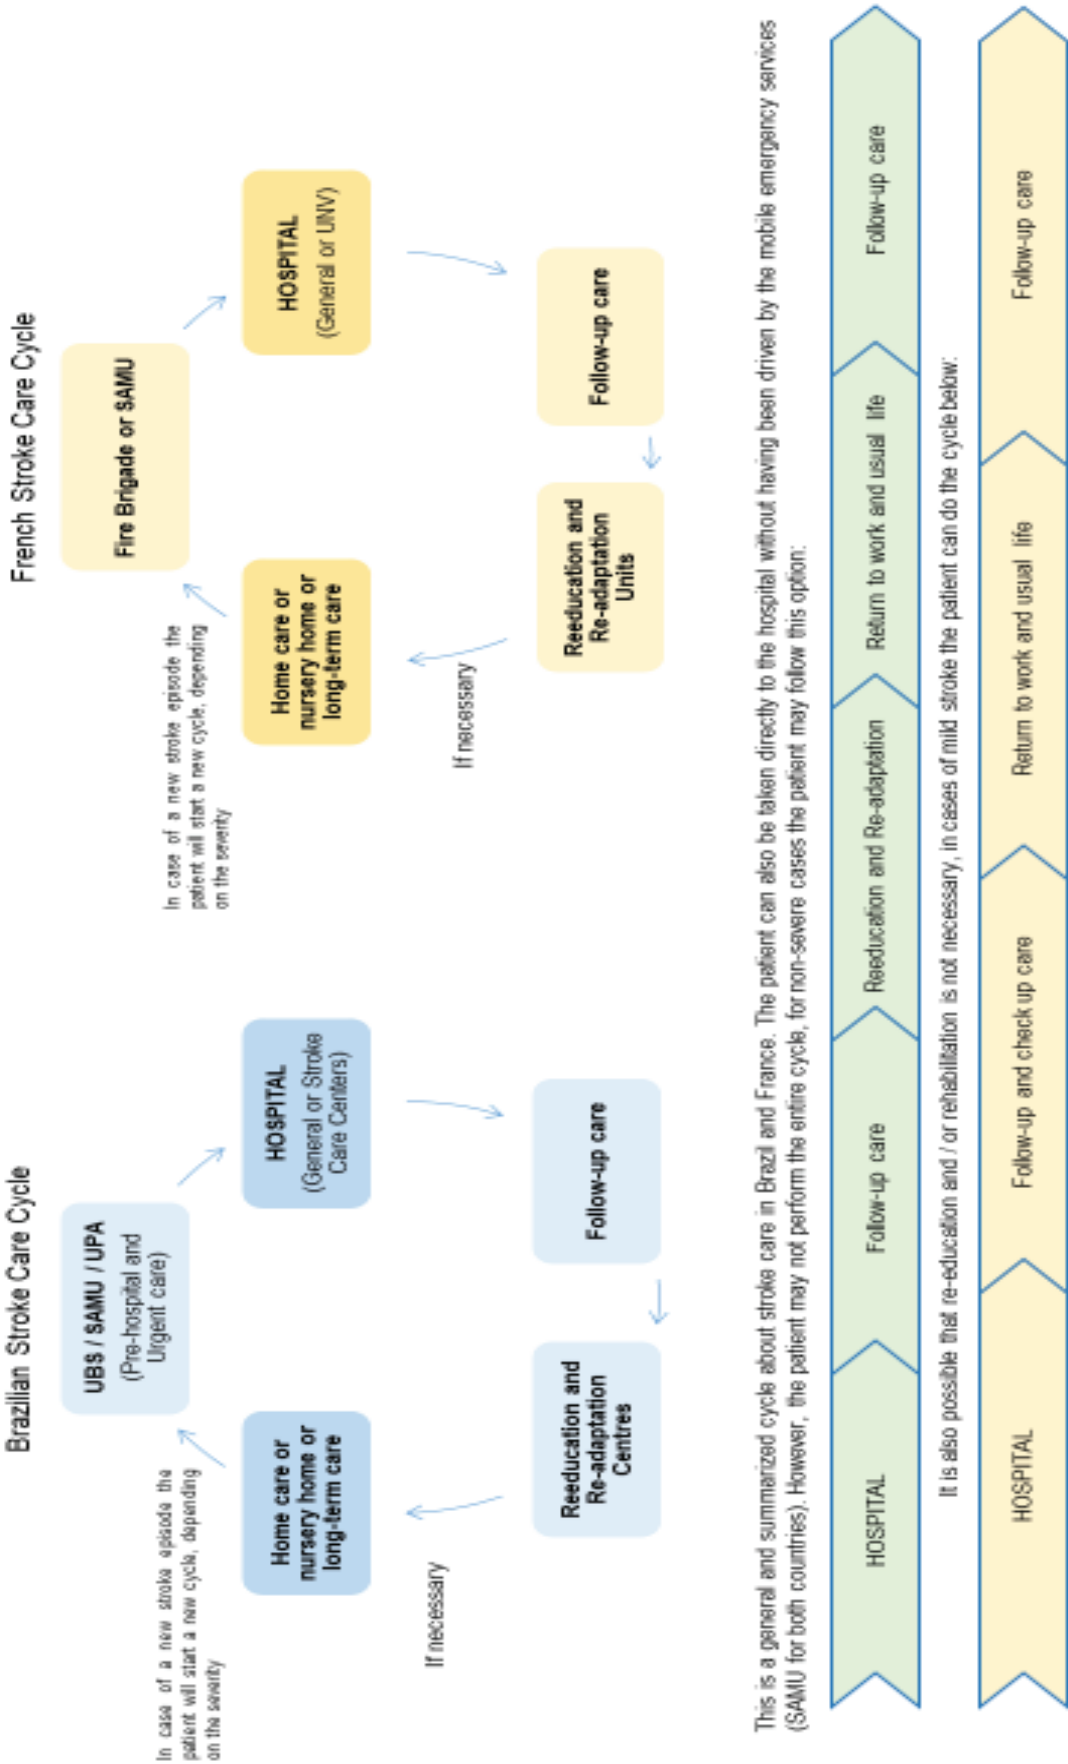 Brazilian Stroke Care Cycle
In case of a new stroke episode the
patient will start a new cycle, depending
on the severity
UBS / SAMU / UPA
(Pre-hospital and
Urgent care)
HOSPITAL
(General or Stroke
Care Centers)
Follow-up care
Reeducation and
Re-adaptation
Centres
If necessary
Home care or
nursery home or
long-term care
French Stroke Care Cycle
In case of a new stroke episode the
patient will start a new cycle, depending
on the severity
Fire Brigade or SAMU
HOSPITAL
(General or UNV)
Follow-up care
Reeducation and
Re-adaptation
Units
If necessary
Home care or
nursery home or
long-term care
This is a general and summarized cycle about stroke care in Brazil and France. The patient can also be taken directly to the hospital without having been driven by the mobile emergency services
(SAMU for both countries). However, the patient may not perform the entire cycle, for non-severe cases the patient may follow this option:
HOSPITAL
Follow-up care
Reeducation and Re-adaptation
Return to work and usual life
Follow-up care
It is also possible that re-education and / or rehabilitation is not necessary, in cases of mild stroke the patient can do the cycle below:
HOSPITAL
Follow-up and check up care
Return to work and usual life
Follow-up care